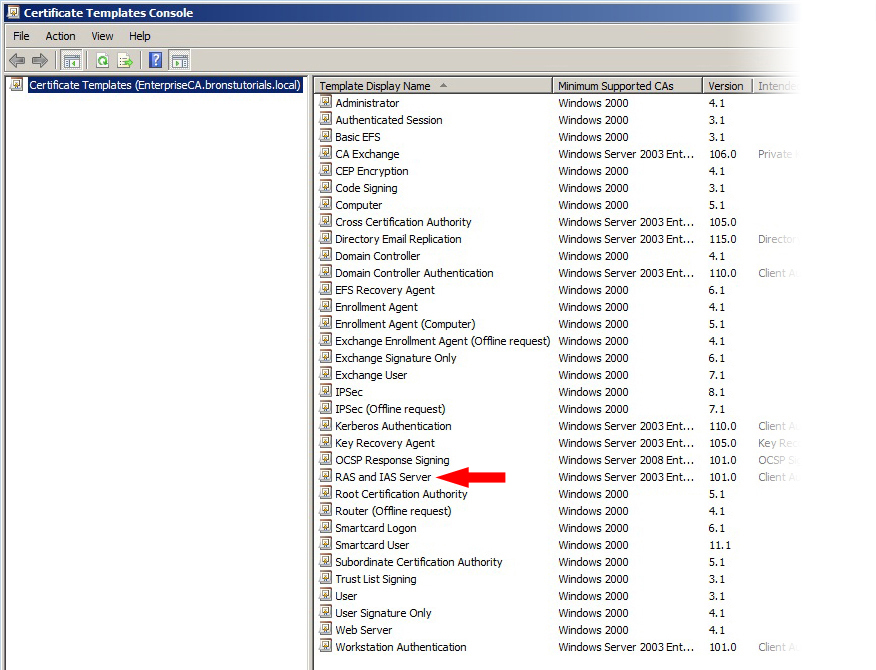 Certificate Templates Console
File Action View Help
Certificate Templates (EnterpriseCA.bronstutorials.local)
Template Display Name Minimum Supported CAs Version
Administrator Windows 2000 4.1
Authenticated Session Windows 2000 3.1
Basic EFS Windows 2000 3.1
CA Exchange Windows Server 2003 Ent... 106.0 Private
CEP Encryption Windows 2000 4.1
Code Signing Windows 2000 3.1
Computer Windows 2000 5.1
Cross Certification Authority Windows Server 2003 Ent... 105.0
Directory Email Replication Windows Server 2003 Ent... 115.0
Domain Controller Windows 2000 4.1
Domain Controller Authentication Windows Server 2003 Ent... 110.0 Client
EFS Recovery Agent Windows 2000 6.1
Enrollment Agent Windows 2000 4.1
Enrollment Agent (Computer) Windows 2000 5.1
Exchange Enrollment Agent (Offline request) Windows 2000 4.1
Exchange Signature Only Windows 2000 6.1
Exchange User Windows 2000 7.1
IPSec Windows 2000 8.1
IPSec (Offline request) Windows 2000 7.1
Kerberos Authentication Windows Server 2003 Ent... 110.0 Client
Key Recovery Agent Windows Server 2003 Ent... 105.0 Key
OCSP Response Signing Windows Server 2008 Ent... 101.0 OCSP
RAS and IAS Server Windows Server 2003 Ent... 101.0 Client
Root Certification Authority Windows 2000 5.1
Router (Offline request) Windows 2000 4.1
Smartcard Logon Windows 2000 6.1
Smartcard User Windows 2000 11.1
Subordinate Certification Authority Windows 2000 5.1
Trust List Signing Windows 2000 3.1
User Windows 2000 3.1
User Signature Only Windows 2000 4.1
Web Server Windows 2000 4.1
Workstation Authentication Windows Server 2003 Ent... 101.0 Client